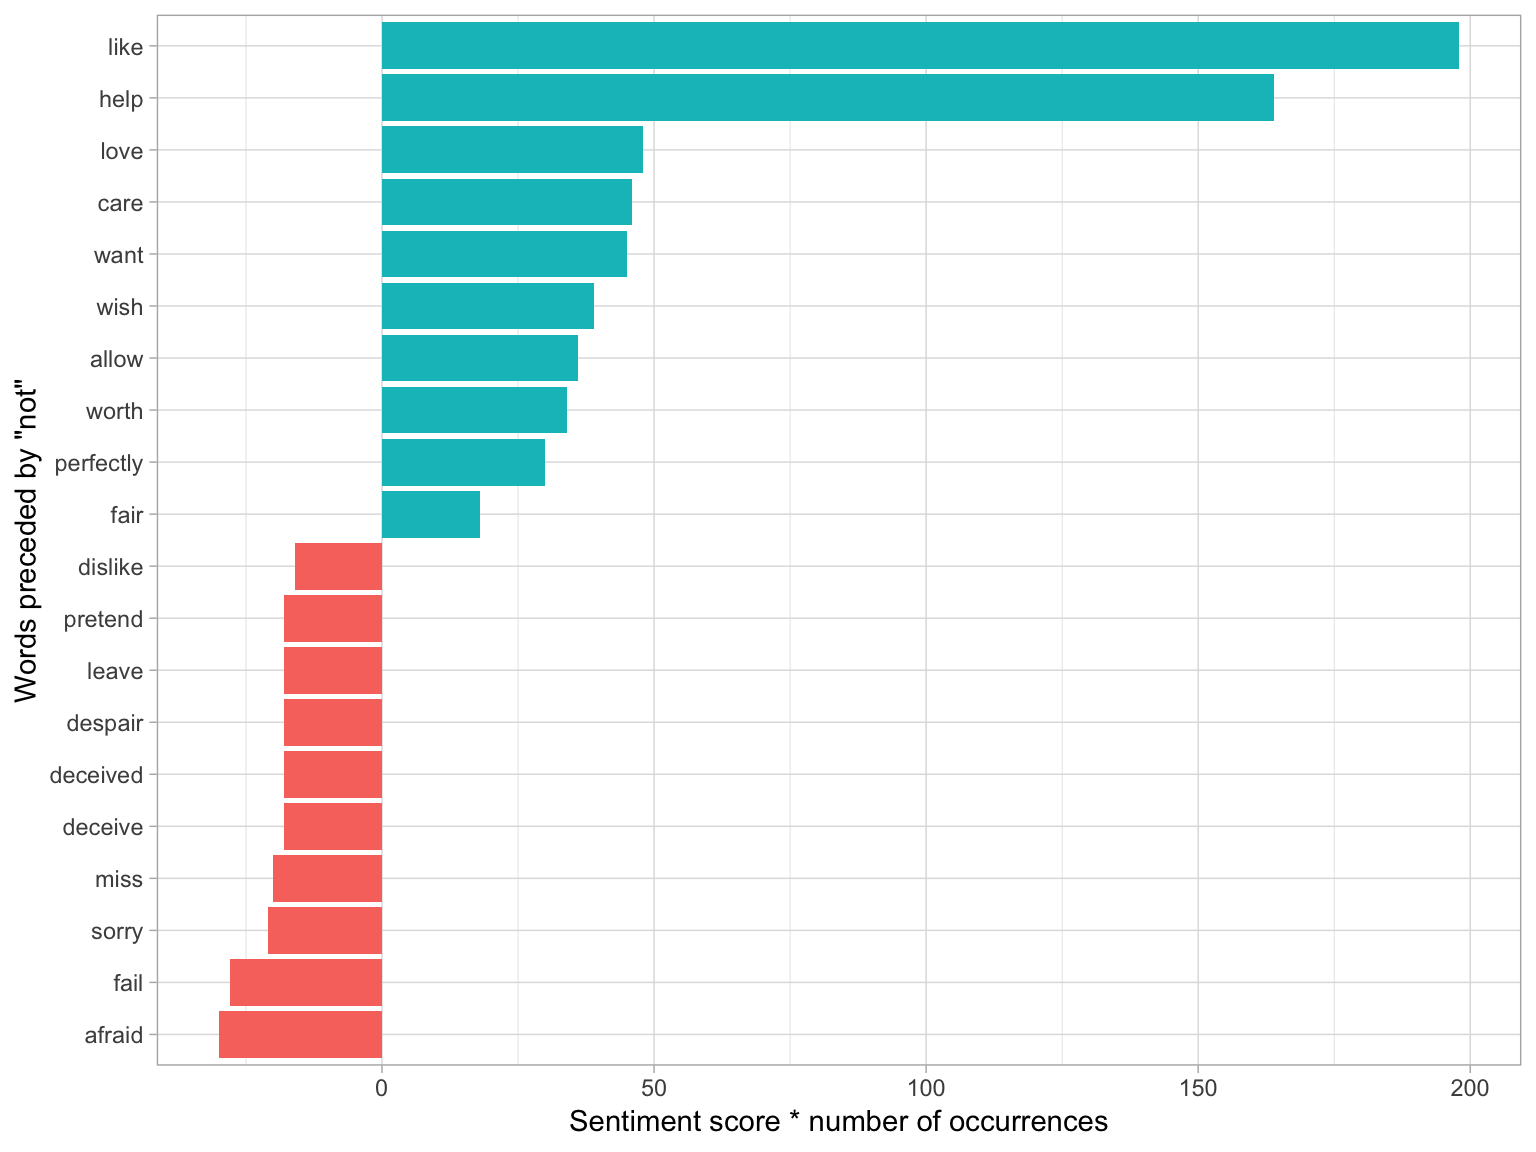 like
help
love
care
want
wish
allow
worth
perfectly
fair
dislike
pretend
leave
despair
deceived
deceive
miss
sorry
fail
afraid
Words preceded by "not"
0 50 100 150 200
Sentiment score * number of occurrences